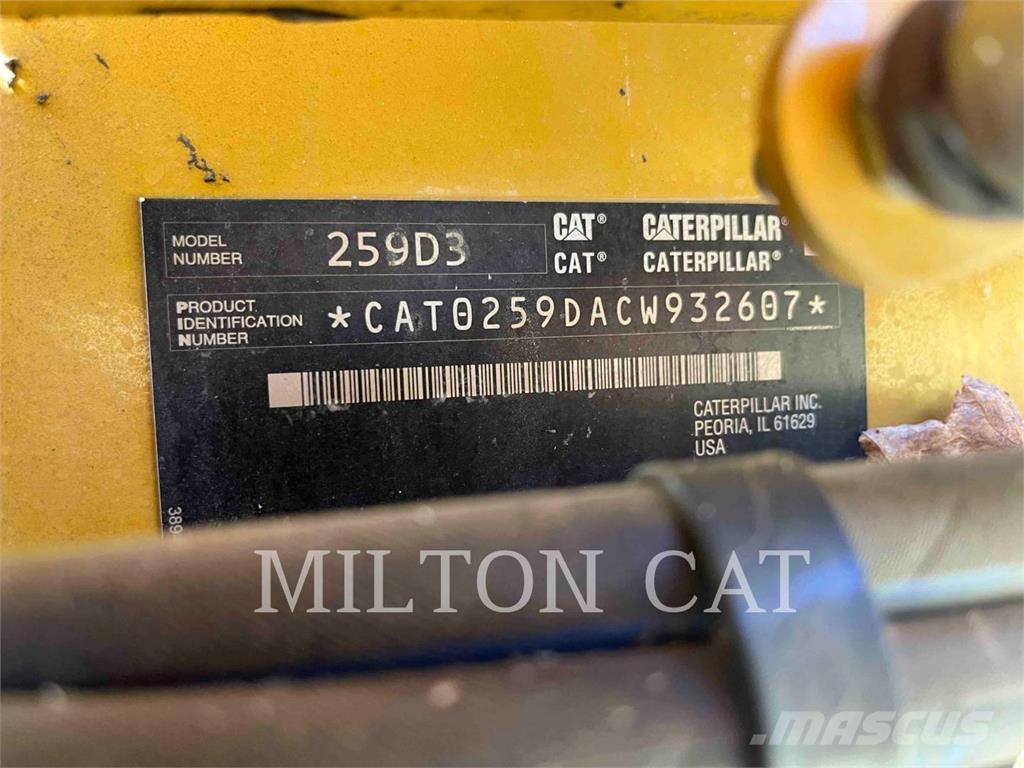 MODEL
NUMBER
259D3
CAT® CATERPILLAR
CAT® CATERPILLAR®
PRODUCT
IDENTIFICATION
NUMBER
*CAT0259DACW932607*
CATERPILLAR INC.
PEORIA, IL 61629
USA
MILTON CAT
MASCUS